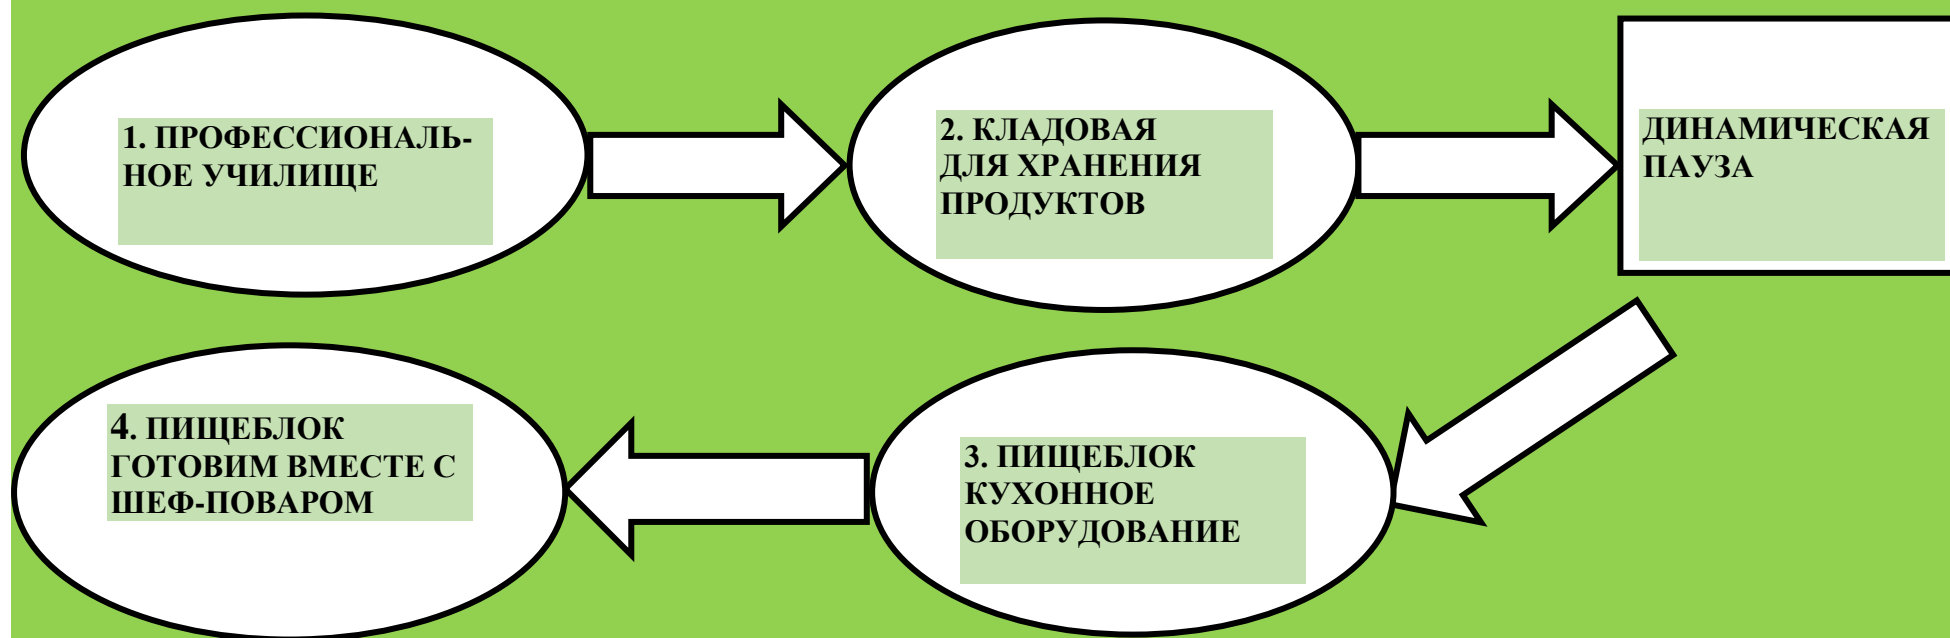 1. ПРОФЕССИОНАЛЬ-
НОЕ УЧИЛИЩЕ
2. КЛАДОВАЯ
ДЛЯ ХРАНЕНИЯ
ПРОДУКТОВ
ДИНАМИЧЕСКАЯ
ПАУЗА
3. ПИЩЕБЛОК
КУХОННОЕ
ОБОРУДОВАНИЕ
4. ПИЩЕБЛОК
ГОТОВИМ ВМЕСТЕ С
ШЕФ-ПОВАРОМ